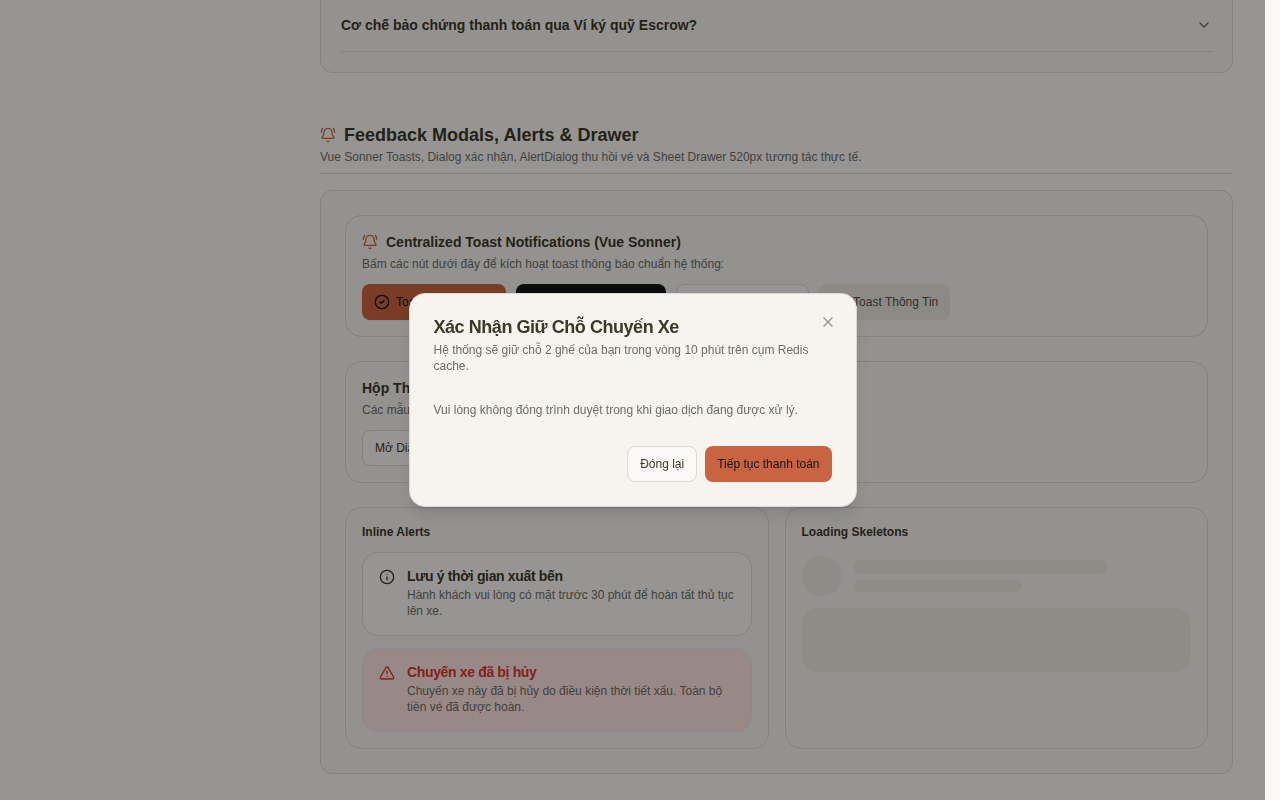 Cơ chế bảo chứng thanh toán qua Ví ký quỹ Escrow?
Feedback Modals, Alerts & Drawer
Vue Sonner Toasts, Dialog xác nhận, AlertDialog thu hồi vé và Sheet Drawer 520px tương tác thực tế.
Centralized Toast Notifications (Vue Sonner)
Bấm các nút dưới đây để kích hoạt toast thông báo chuẩn hệ thống:
Toast Thông Tin
Xác Nhận Giữ Chỗ Chuyến Xe
Hệ thống sẽ giữ chỗ 2 ghế của bạn trong vòng 10 phút trên cụm Redis
cache.
Vui lòng không đóng trình duyệt trong khi giao dịch đang được xử lý.
Đóng lại
Tiếp tục thanh toán
Hộp
Các mẫu
Mở
Inline Alerts
Lưu ý thời gian xuất bến
Hành khách vui lòng có mặt trước 30 phút để hoàn tất thủ tục
lên xe.
Chuyến xe đã bị hủy
Chuyến xe này đã bị hủy do điều kiện thời tiết xấu. Toàn bộ
tiền vé đã được hoàn.
Loading Skeletons